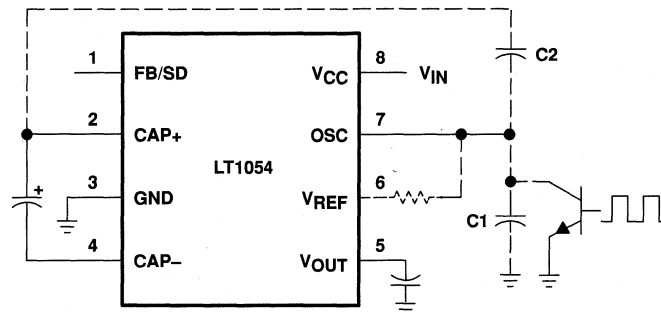 C2
1
FB/SD
VCC
8
VIN
2
CAP+
OSC
7
LT1054
3
GND
VREF
6
C1
4
CAP–
VOUT
5
+